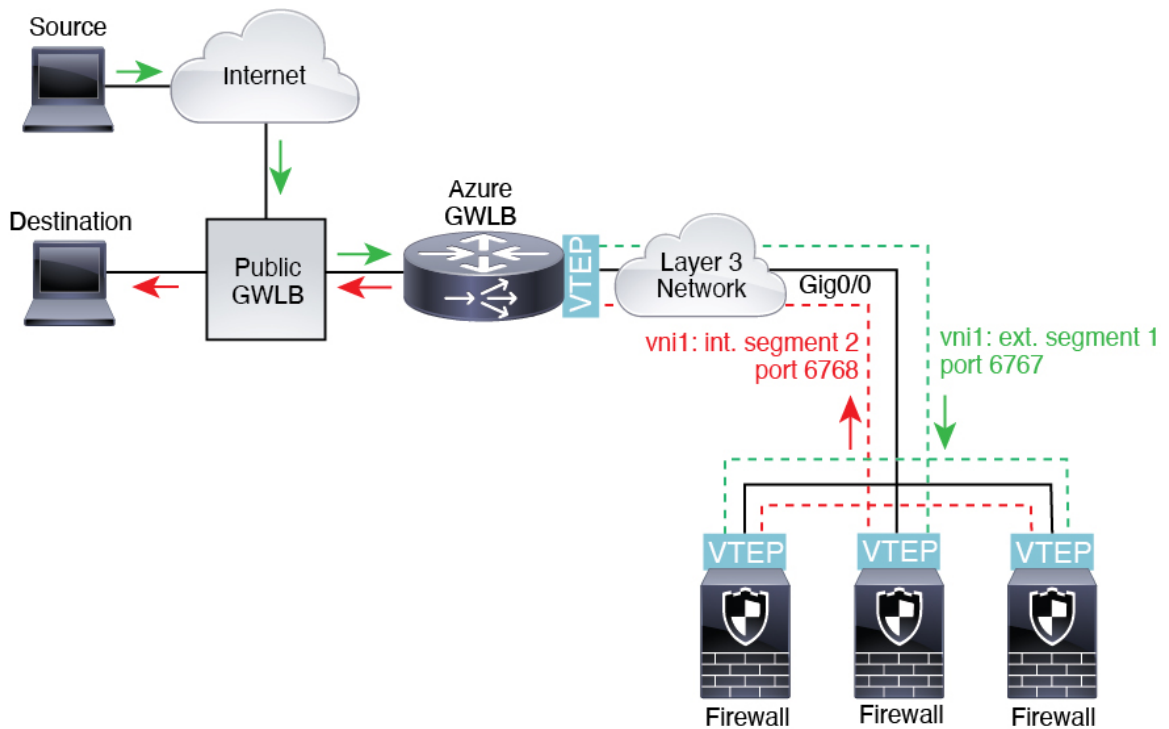 Source
Internet
Destination
Public
GWLB
Azure
GWLB
VTEP
Layer 3
Network
Gig0/0
vni1: int. segment 2
port 6768
vni1: ext. segment 1
port 6767
VTEP
VTEP
VTEP
Firewall
Firewall
Firewall